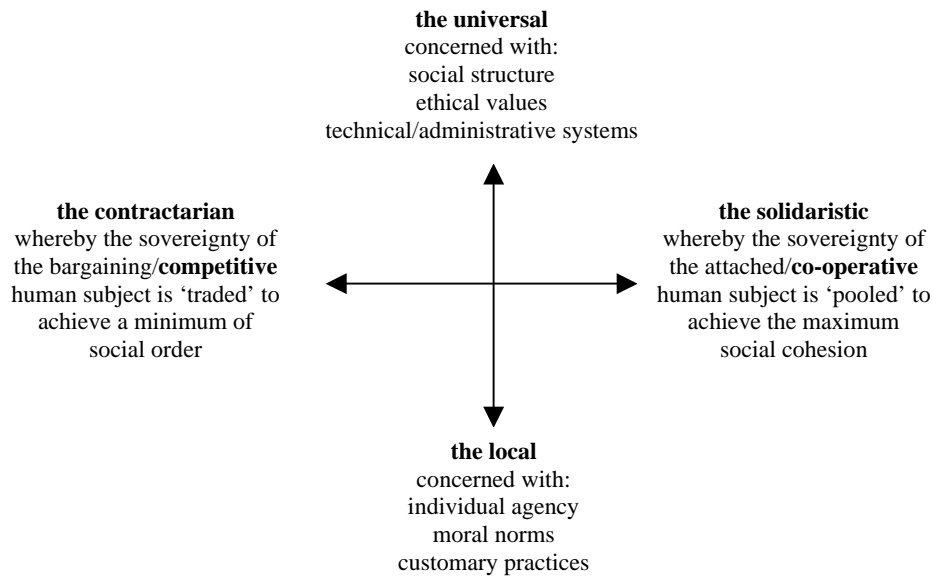 the universal
concerned with:
social structure
ethical values
technical/administrative systems
the contractarian
whereby the sovereignty of
the bargaining/competitive
human subject is ‘traded’ to
achieve a minimum of
social order
the solidaristic
whereby the sovereignty of
the attached/co-operative
human subject is ‘pooled’ to
achieve the maximum
social cohesion
the local
concerned with:
individual agency
moral norms
customary practices